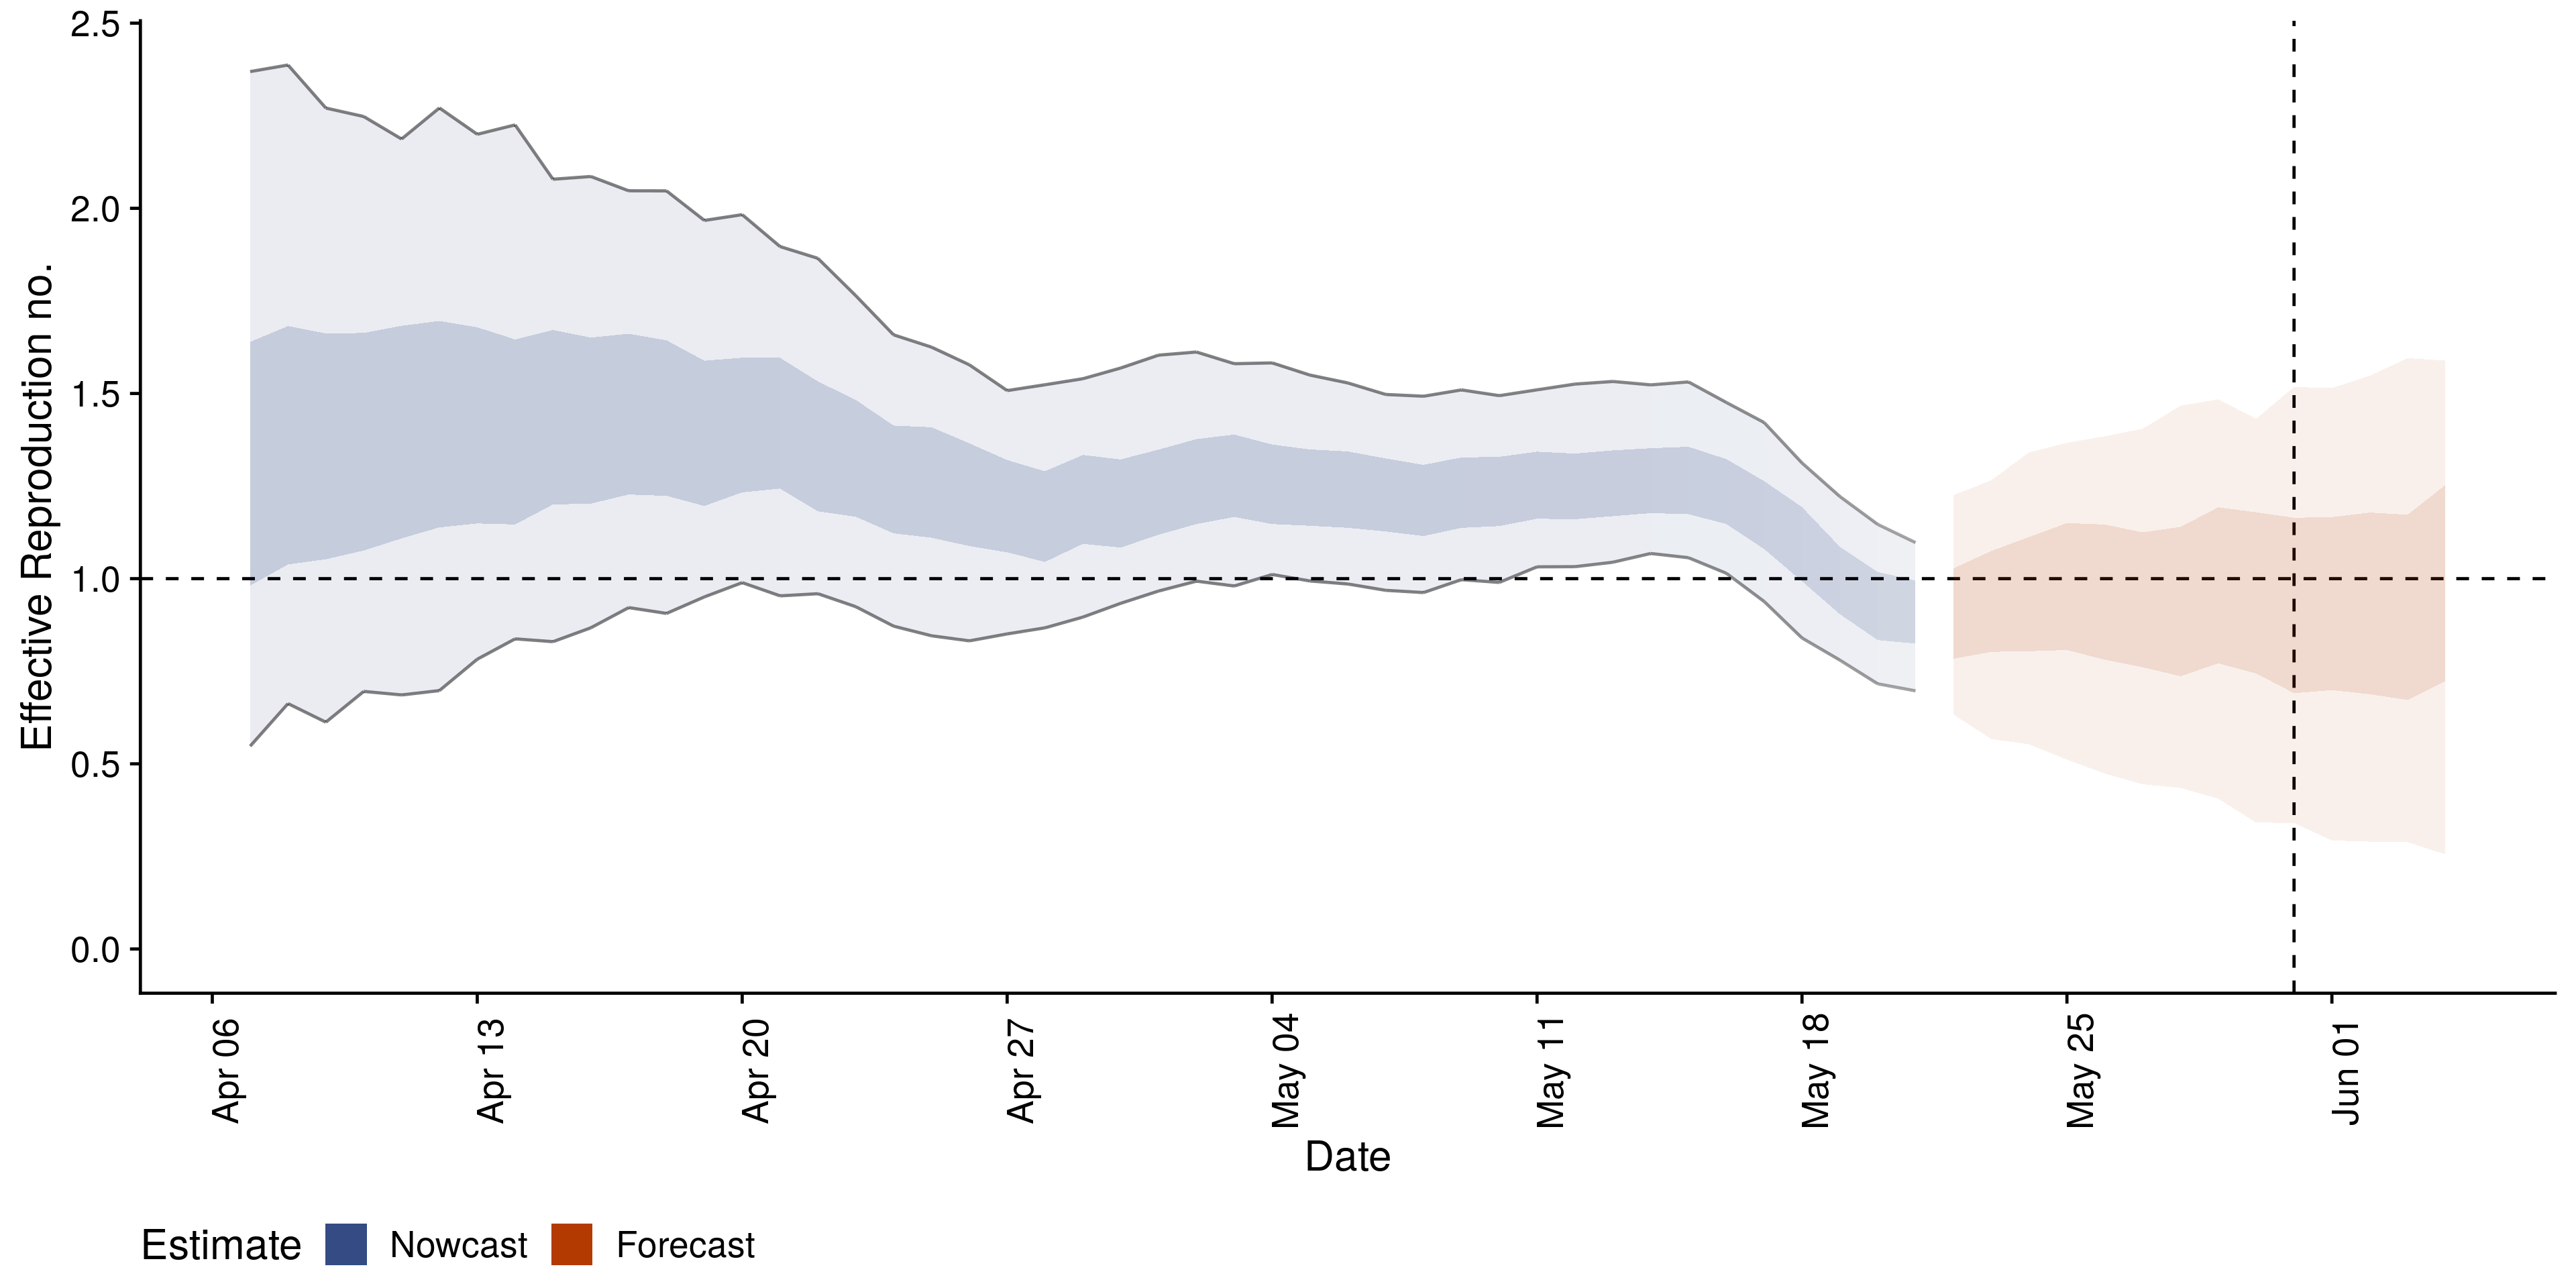 Effective Reproduction no.
2.5
2.0
1.5
1.0
0.5
0.0
Apr 06
Apr 13
Apr 20
Apr 27
May 04
May 11
May 18
May 25
Jun 01
Date
Estimate Nowcast Forecast